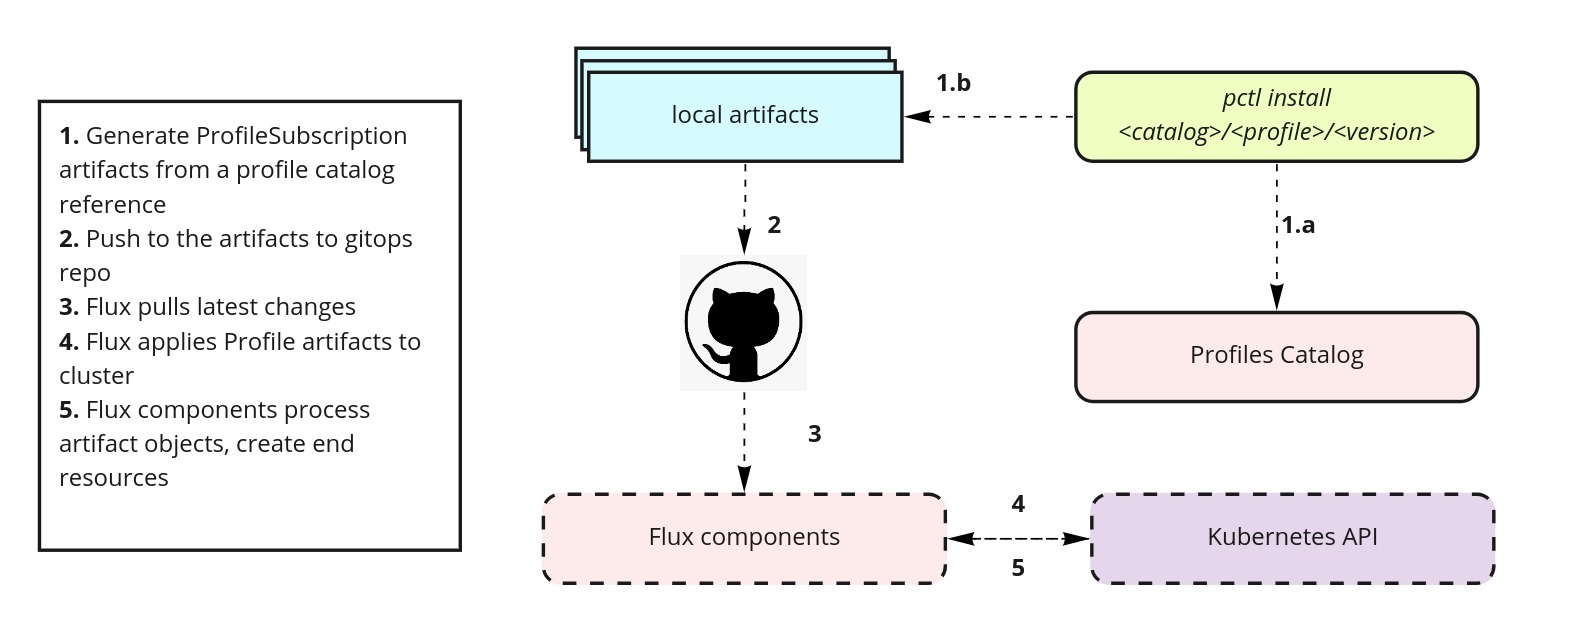 1. Generate ProfileSubscription
artifacts from a profile catalog
reference
2. Push to the artifacts to gitops
repo
3. Flux pulls latest changes
4. Flux applies Profile artifacts to
cluster
5. Flux components process
artifact objects, create end
resources
local artifacts
1.b
pctl install
<catalog>/<profile>/<version>
2
1.a
Profiles Catalog
3
Flux components
4
5
Kubernetes API